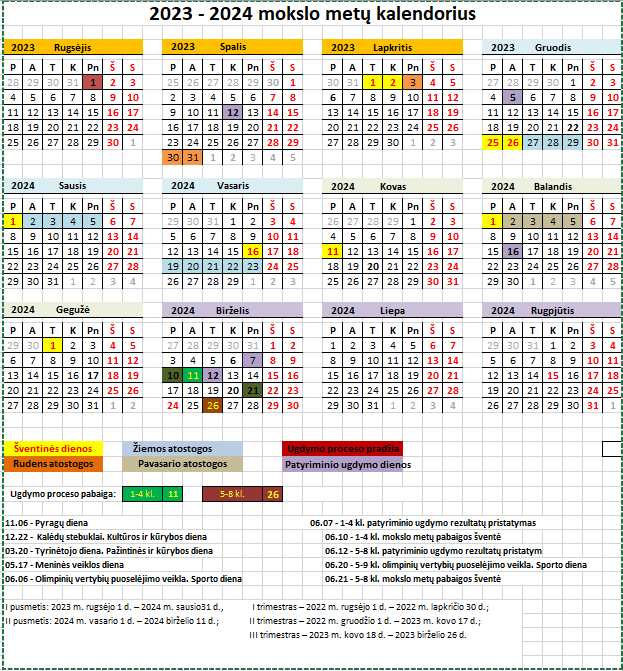 2023 - 2024 mokslo metų kalendorius
2023 Rugsėjis 2023 Spalis 2023 Lapkritis 2023 Gruodis
P A T K Pn Š S P A T K Pn Š S P A T K Pn Š S P A T K Pn Š S
28 29 30 31 1 2 3 25 26 27 28 29 30 1 30 31 1 2 3 4 5 27 28 29 30 1 2 3
4 5 6 7 8 9 10 2 3 4 5 6 7 8 6 7 8 9 10 11 12 4 5 6 7 8 9 10
11 12 13 14 15 16 17 9 10 11 12 13 14 15 13 14 15 16 17 18 19 11 12 13 14 15 16 17
18 19 20 21 22 23 24 16 17 18 19 20 21 22 20 21 22 23 24 25 26 18 19 20 21 22 23 24
25 26 27 28 29 30 1 23 24 25 26 27 28 29 27 28 29 30 1 2 3 25 26 27 28 29 30 31
30 31 1 2 3 4 5
2024 Sausis 2024 Vasaris 2024 Kovas 2024 Balandis
P A T K Pn Š S P A T K Pn Š S P A T K Pn Š S P A T K Pn Š S
1 2 3 4 5 6 7 29 30 31 1 2 3 4 26 27 28 29 1 2 3 1 2 3 4 5 6 7
8 9 10 11 12 13 14 5 6 7 8 9 10 11 4 5 6 7 8 9 10 8 9 10 11 12 13 14
15 16 17 18 19 20 21 12 13 14 15 16 17 18 11 12 13 14 15 16 17 15 16 17 18 19 20 21
22 23 24 25 26 27 28 19 20 21 22 23 24 25 18 19 20 21 22 23 24 22 23 24 25 26 27 28
29 30 31 1 2 3 4 26 27 28 29 1 2 3 25 26 27 28 29 30 31 29 30 1 2 3 4 5
2024 Gegužė 2024 Birželis 2024 Liepa 2024 Rugpjūtis
P A T K Pn Š S P A T K Pn Š S P A T K Pn Š S P A T K Pn Š S
29 30 1 2 3 4 5 27 28 29 30 31 1 2 1 2 3 4 5 6 7 29 30 31 1 2 3 4
6 7 8 9 10 11 12 3 4 5 6 7 8 9 8 9 10 11 12 13 14 5 6 7 8 9 10 11
13 14 15 16 17 18 19 10 11 12 13 14 15 16 15 16 17 18 19 20 21 12 13 14 15 16 17 18
20 21 22 23 24 25 26 17 18 19 20 21 22 23 22 23 24 25 26 27 28 19 20 21 22 23 24 25
27 28 29 30 31 1 2 24 25 26 27 28 29 30 29 30 31 1 2 3 4 26 27 28 29 30 31 1
Šventinės dienos Žiemos atostogos Ugdymo proceso pradžia
Rudens atostogos Pavasario atostogos Patyriminio ugdymo dienos
Ugdymo proceso pabaiga: 1-4 kl. 11 5-8 kl. 26
11.06 - Pyragų diena 06.07 - 1-4 kl. patyriminio ugdymo rezultatų pristatymas
12.22 - Kalėdų stebuklai. Kultūros ir kūrybos diena 06.10 - 1-4 kl. mokslo metų pabaigos šventė
03.20 - Tyrinėtojo diena. Pažintinės ir kūrybos diena 06.12 - 5-8 kl. patyriminio ugdymo rezultatų pristatym
05.17 - Meninės veiklos diena 06.20 - 5-9 kl. olimpinių vertybių puoselėjimo veikla. Sporto diena
06.06 - Olimpinių vertybių puoselėjimo veikla. Sporto diena 06.21 - 5-8 kl. mokslo metų pabaigos šventė
I pusmetis: 2023 m. rugsėjo 1 d. – 2024 m. sausio31 d., I trimestras – 2022 m. rugsėjo 1 d. – 2022 m. lapkričio 30 d.;
II pusmetis: 2024 m. vasario 1 d. – 2024 birželio 11 d.; II trimestras – 2022 m. gruodžio 1 d. – 2023 m. kovo 17 d.;
III trimestras – 2023 m. kovo 18 d. – 2023 birželio 26 d.